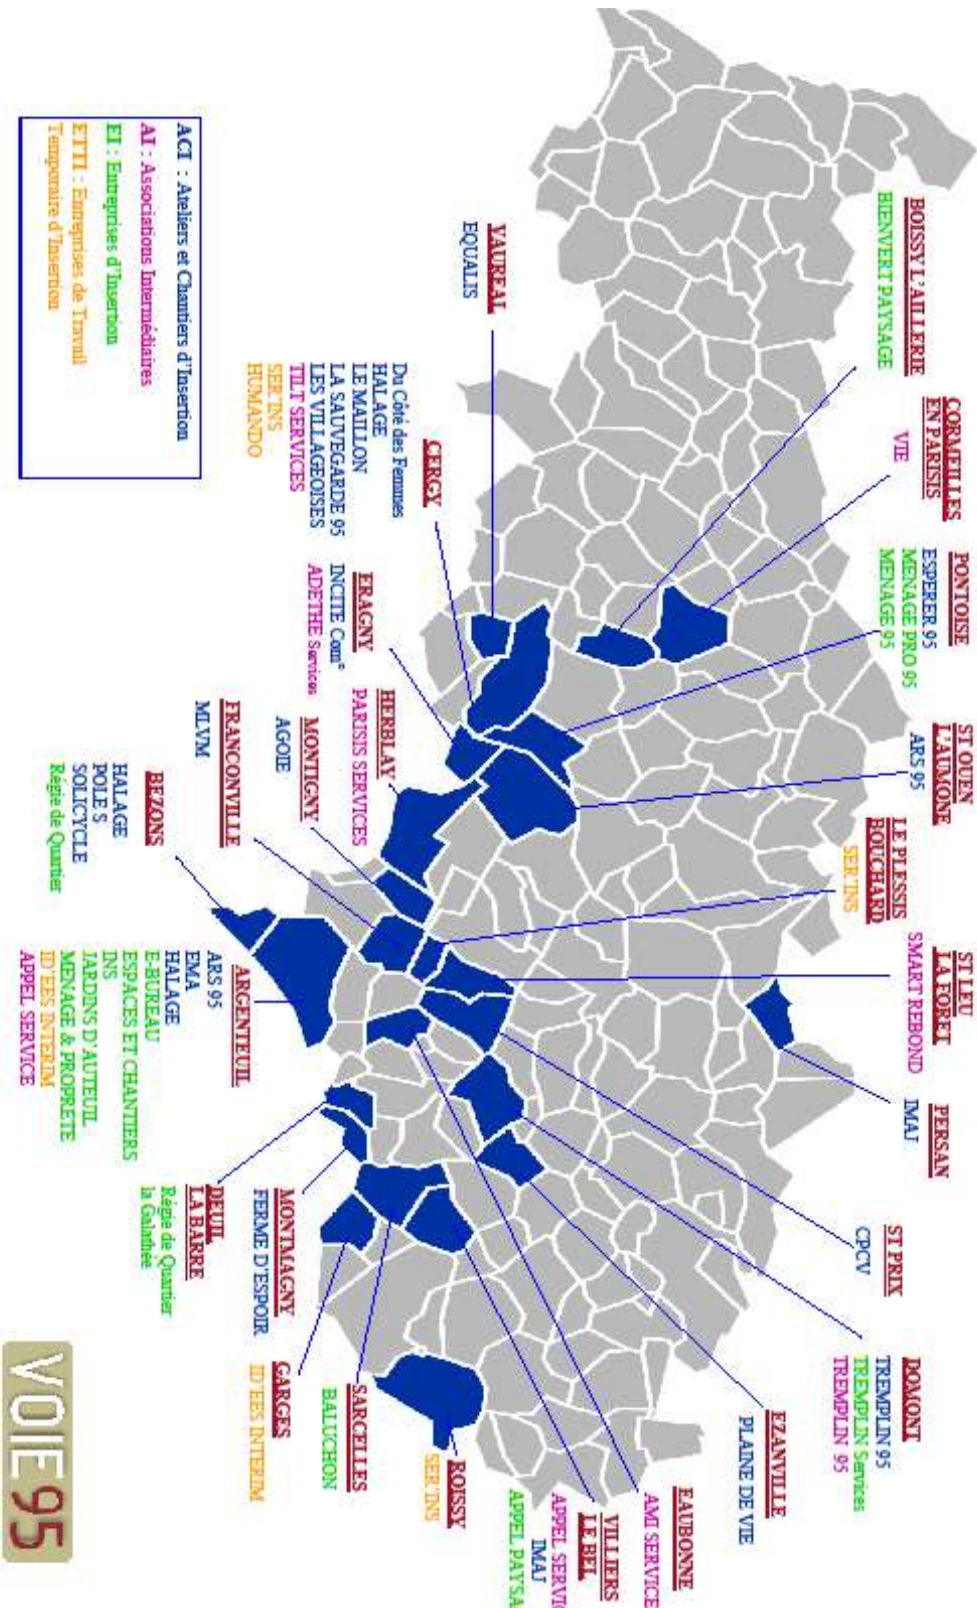 BOISSY L'AILLERIE
BIENVERT PAYSAGE
CORMEILLES
EN PARISIS
VIE
PONTOISE
ESPERER 95
MENAGE PRO 95
MENAGE 95
ST OUEN
L'AUMONE
ARS 95
LE PLESSIS
BOUCHARD
SER'INS
ST LEU
LA FORET
SMART REBOND
PERSAN
IMAJ
ST PRIX
CPCV
DOMONT
TREMPLIN 95
TREMPLIN Services
TREMPLIN 95
EZANVILLE
PLAINE DE VIE
EAUBONNE
AMI SERVICE
VILLIERS
LE BEL
APPEL SERVI
IMAJ
APPEL PAYSA
VAUREAL
EQUALIS
CERGY
Du Côté des Femmes
HALAGE
LE MAILLON
LA SAUVEGARDE 95
LES VILLAGEOISES
TILT SERVICES
SER'INS
HUMANDO
ERAGNY
INCITE Com°
ADETHE Services
HERBLAY
PARISIS SERVICES
MONTIGNY
AGOIE
FRANCONVILLE
MLVM
BEZONS
HALAGE
POLE S
SOLICYCLE
Régie de Quartier
ARGENTEUIL
ARS 95
EMA
HALAGE
E-BUREAU
ESPACES ET CHANTIERS
INS
JARDINS D'AUTEUIL
MENAGE & PROPRETE
ID'EES INTERIM
APPEL SERVICE
DEUIL
LA BARRE
Régie de Quartier
la Galathée
MONTMAGNY
FERME D'ESPOIR
GARGES
ID'EES INTERIM
SARCELLES
BALUCHON
ROISSY
SER'INS
ACI : Ateliers et Chantiers d'Insertion
AI : Associations Intermédiaires
EI : Entreprises d'Insertion
ETTI : Entreprises de Travail
Temporaire d'Insertion
VOIE95